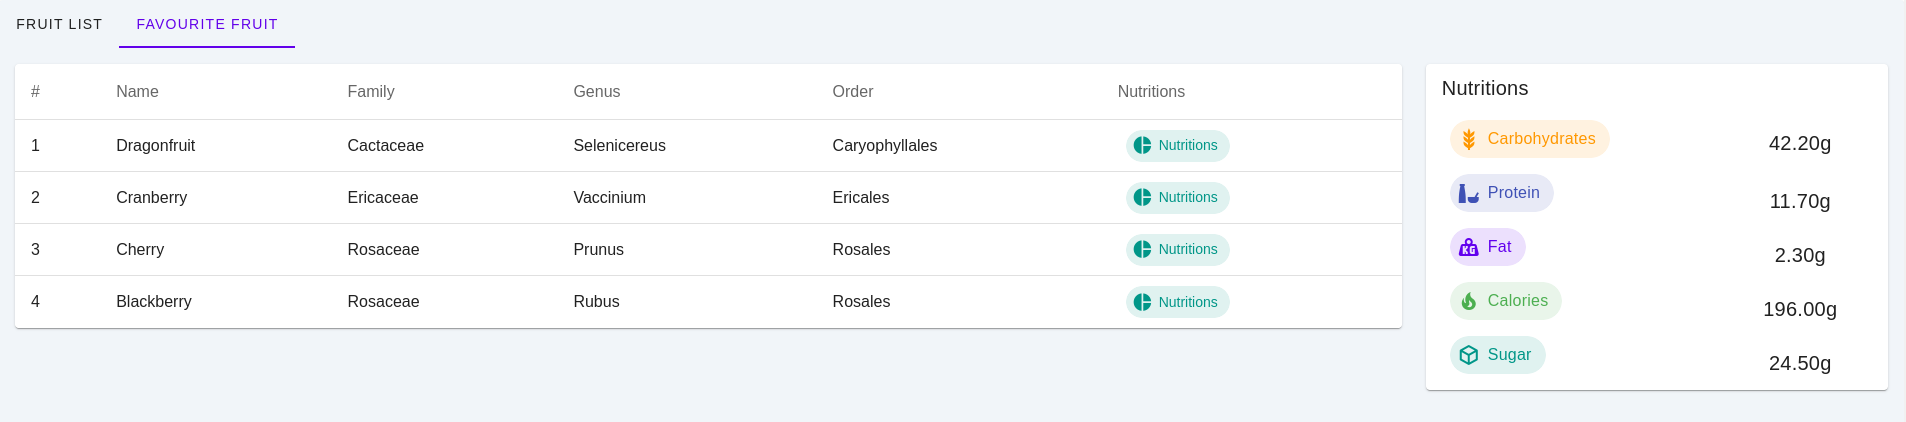 FRUIT LIST FAVOURITE FRUIT
# Name Family Genus Order Nutritions
1 Dragonfruit Cactaceae Selenicereus Caryophyllales Nutritions
2 Cranberry Ericaceae Vaccinium Ericales Nutritions
3 Cherry Rosaceae Prunus Rosales Nutritions
4 Blackberry Rosaceae Rubus Rosales Nutritions
Nutritions
Carbohydrates 42.20g
Protein 11.70g
KG Fat 2.30g
Calories 196.00g
Sugar 24.50g